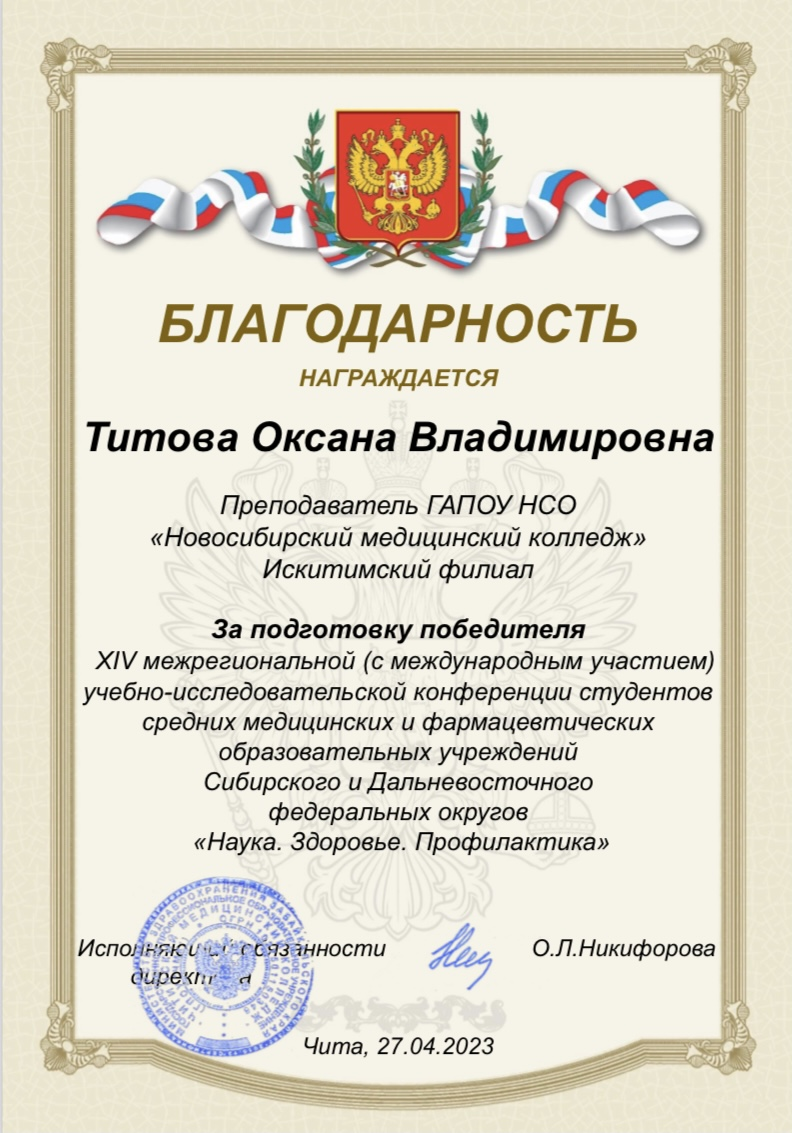 БЛАГОДАРНОСТЬ
НАГРАЖДАЕТСЯ
Титова Оксана Владимировна
Преподаватель ГАПОУ НСО
«Новосибирский медицинский колледж»
Искитимский филиал
За подготовку победителя
XIV межрегиональной (с международным участием)
учебно-исследовательской конференции студентов
средних медицинских и фармацевтических
образовательных учреждений
Сибирского и Дальневосточного
федеральных округов
«Наука. Здоровье. Профилактика»
Исполняющий обязанности
директора
О.Л.Никифорова
Чита, 27.04.2023